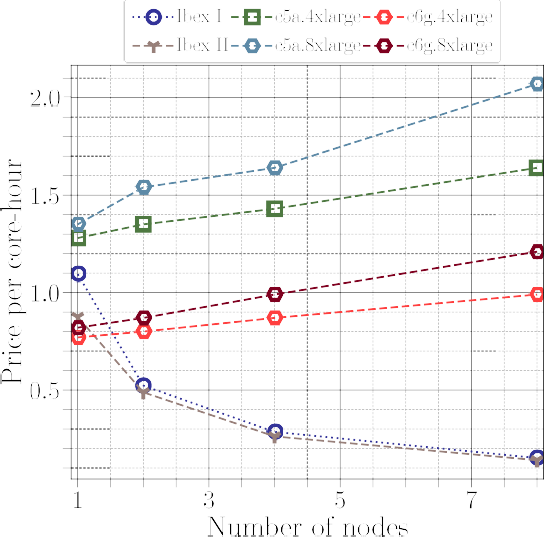 Ibex I c5a.4xlarge c6g.4xlarge
Ibex II c5a.8xlarge c6g.8xlarge
2.0
1.5
1.0
0.5
Price per core-hour
1 3 5 7
Number of nodes